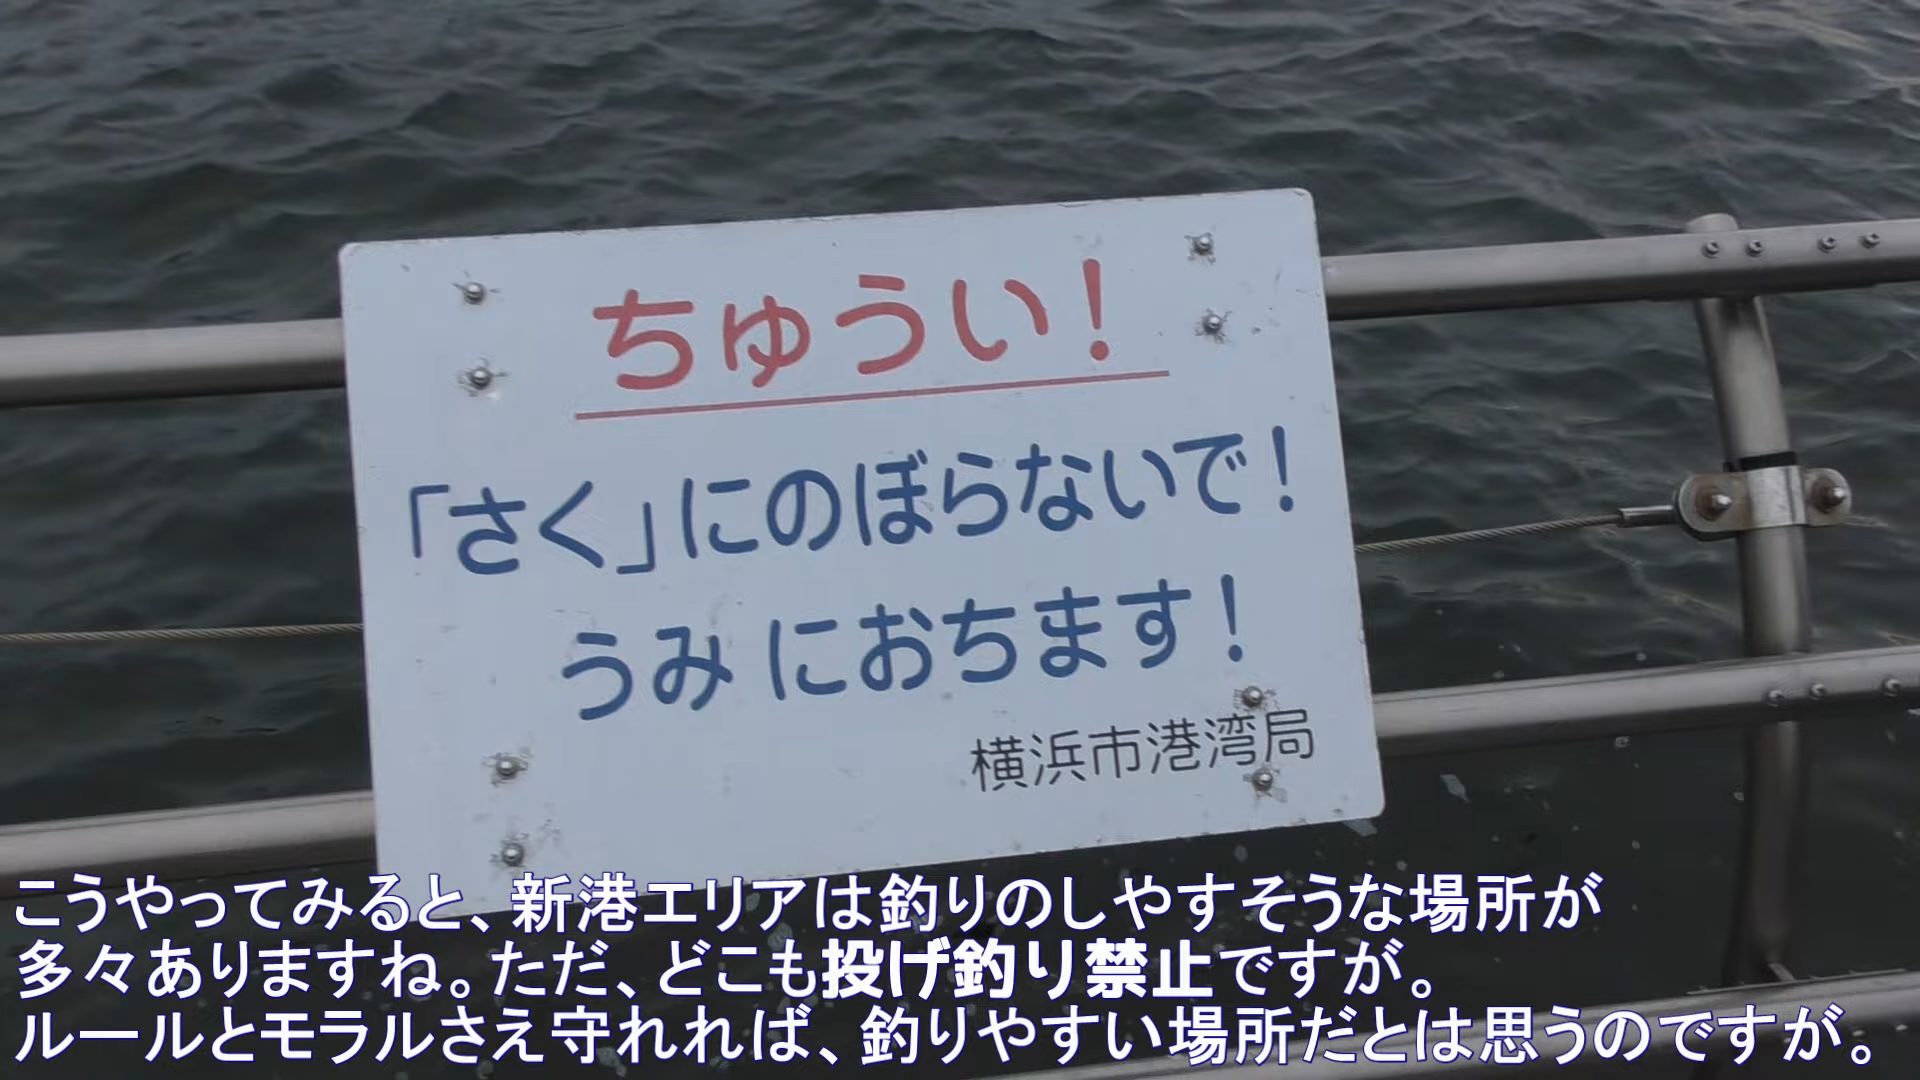 ちゅうい！
「さく」にのぼらないで！
うみ におちます！
横浜市港湾局
こうやってみると、新港エリアは釣りのしやすそうな場所が
多々ありますね。ただ、どこも投げ釣り禁止ですが。
ルールとモラルさえ守れれば、釣りやすい場所だとは思うのですが。